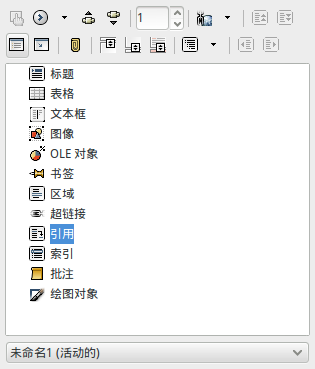 1
标题
表格
文本框
图像
OLE 对象
书签
区域
超链接
引用
索引
批注
绘图对象
未命名1 (活动的)